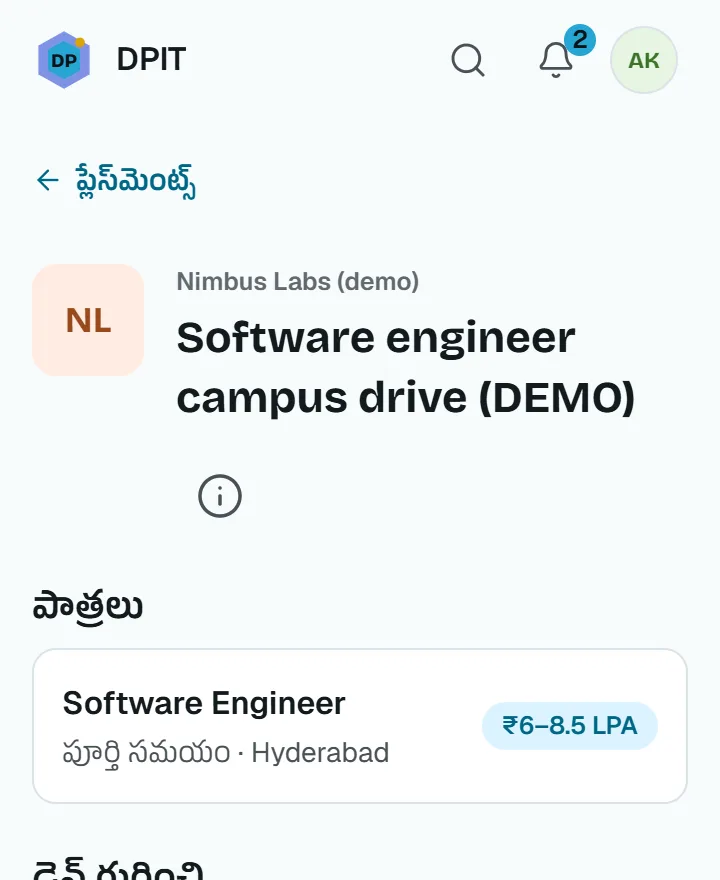 DP
DPIT
2
AK
← ప్లేస్‌మెంట్స్
NL
Nimbus Labs (demo)
Software engineer
campus drive (DEMO)
పాత్రలు
Software Engineer
పూర్తి సమయం · Hyderabad
₹6–8.5 LPA